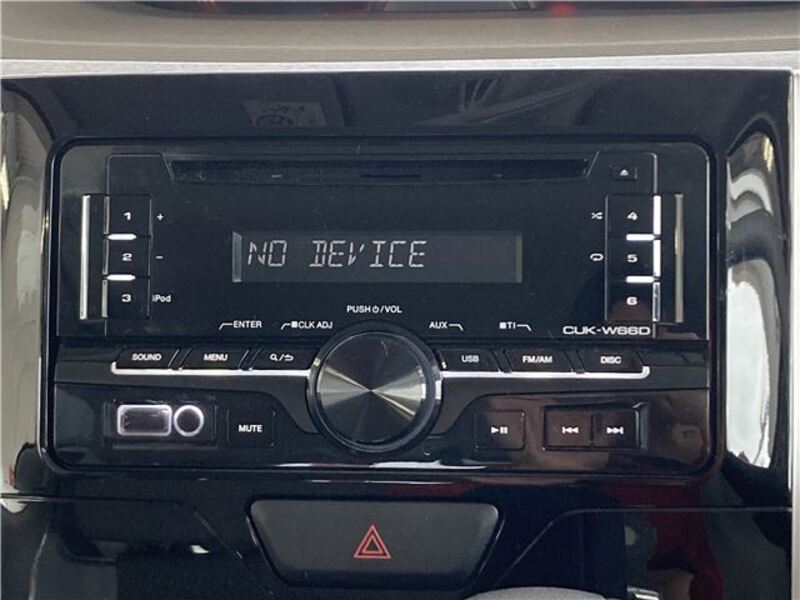 1 +
2 -
3 iPod
4
5
6
NO DEVICE
PUSH /VOL
ENTER
CLK ADJ
AUX
TI
CUK-W66D
SOUND
MENU
USB
FM/AM
DISC
MUTE